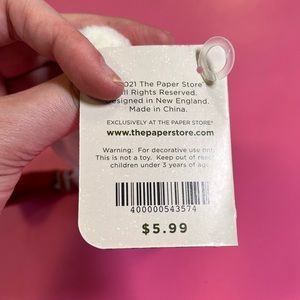 2021 The Paper Store
All Rights Reserved.
Designed in New England.
Made in China.
EXCLUSIVELY AT THE PAPER STORE®
www.thepaperstore.com
Warning: For decorative use only
This is not a toy. Keep out of reach
children under 3 years of age
400000543574
$5.99